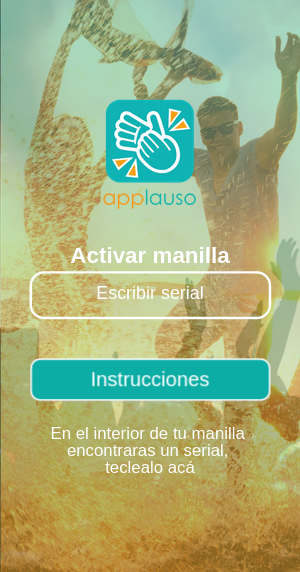 applauso
Activar manilla
Escribir serial
Instrucciones
En el interior de tu manilla
encontraras un serial,
teclealo acá